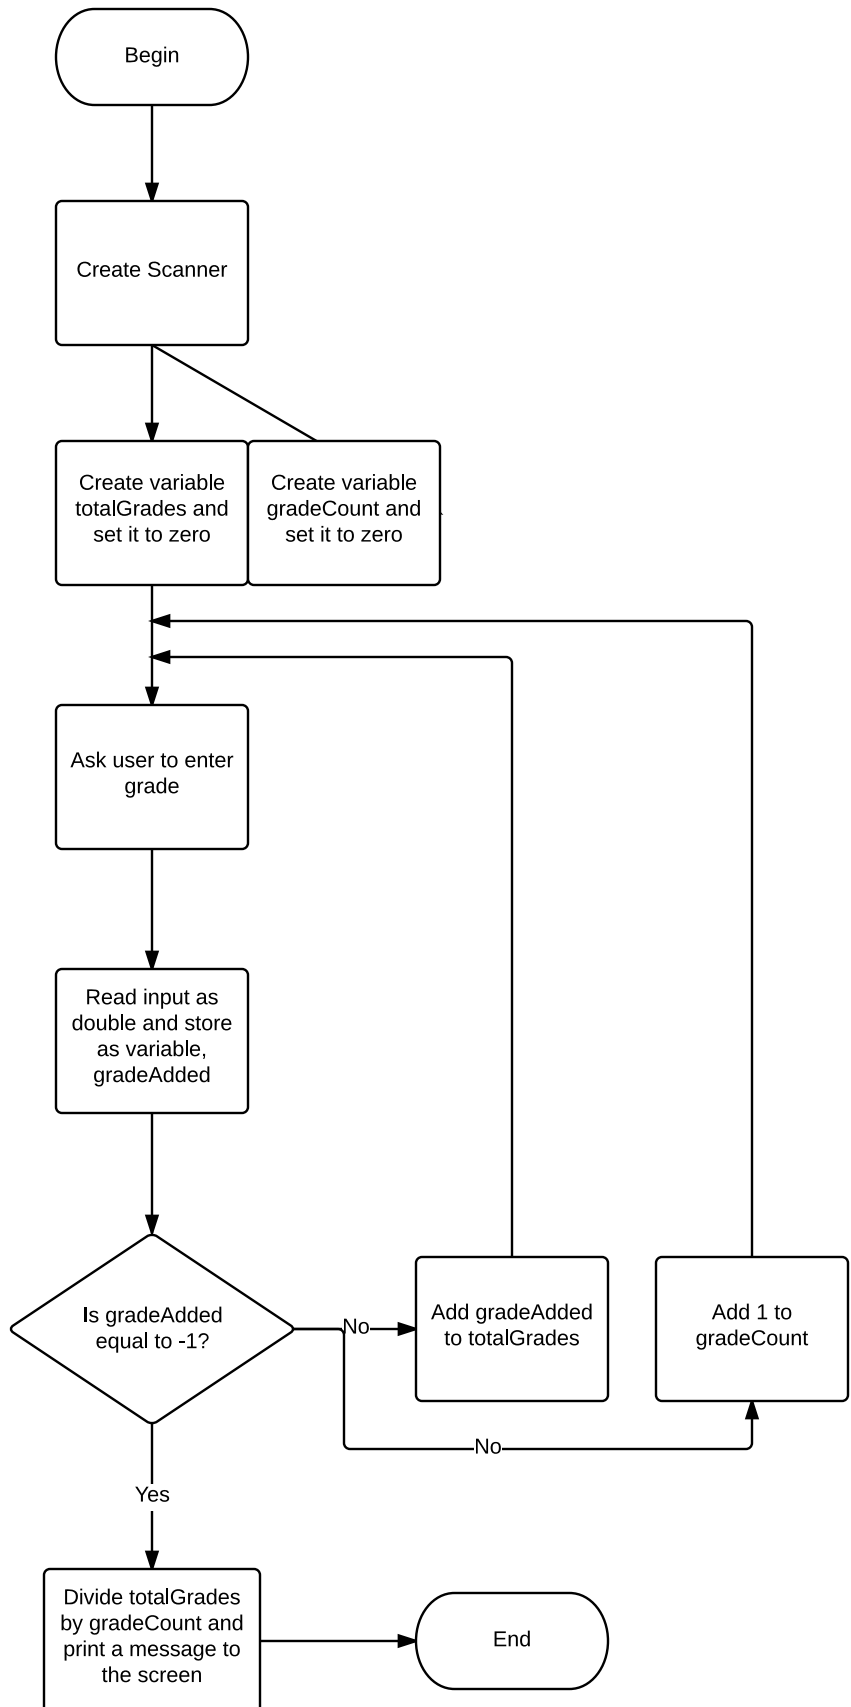 Begin
Create Scanner
Create variable
totalGrades and
set it to zero
Create variable
gradeCount and
set it to zero
Ask user to enter
grade
Read input as
double and store
as variable,
gradeAdded
Is gradeAdded
equal to -1?
No
Add gradeAdded
to totalGrades
Add 1 to
gradeCount
No
Yes
Divide totalGrades
by gradeCount and
print a message to
the screen
End